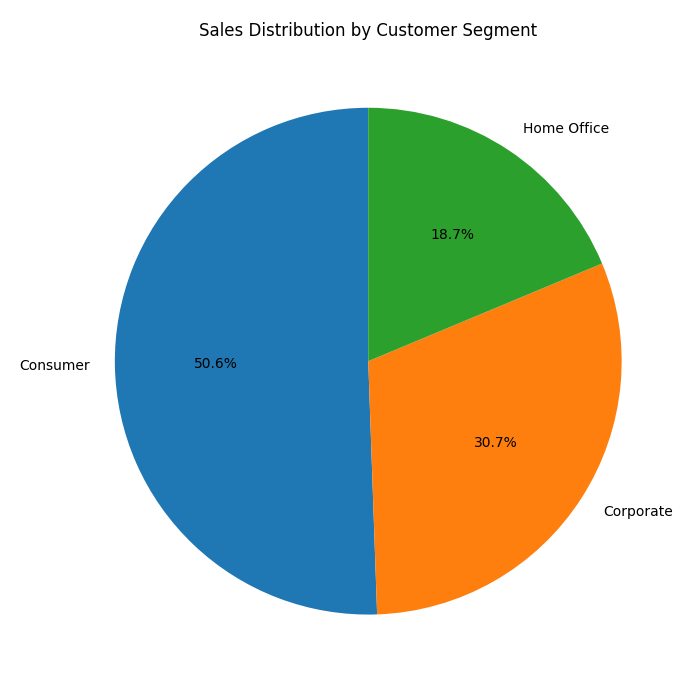 Sales Distribution by Customer Segment
Home Office
18.7%
Consumer
50.6%
30.7%
Corporate